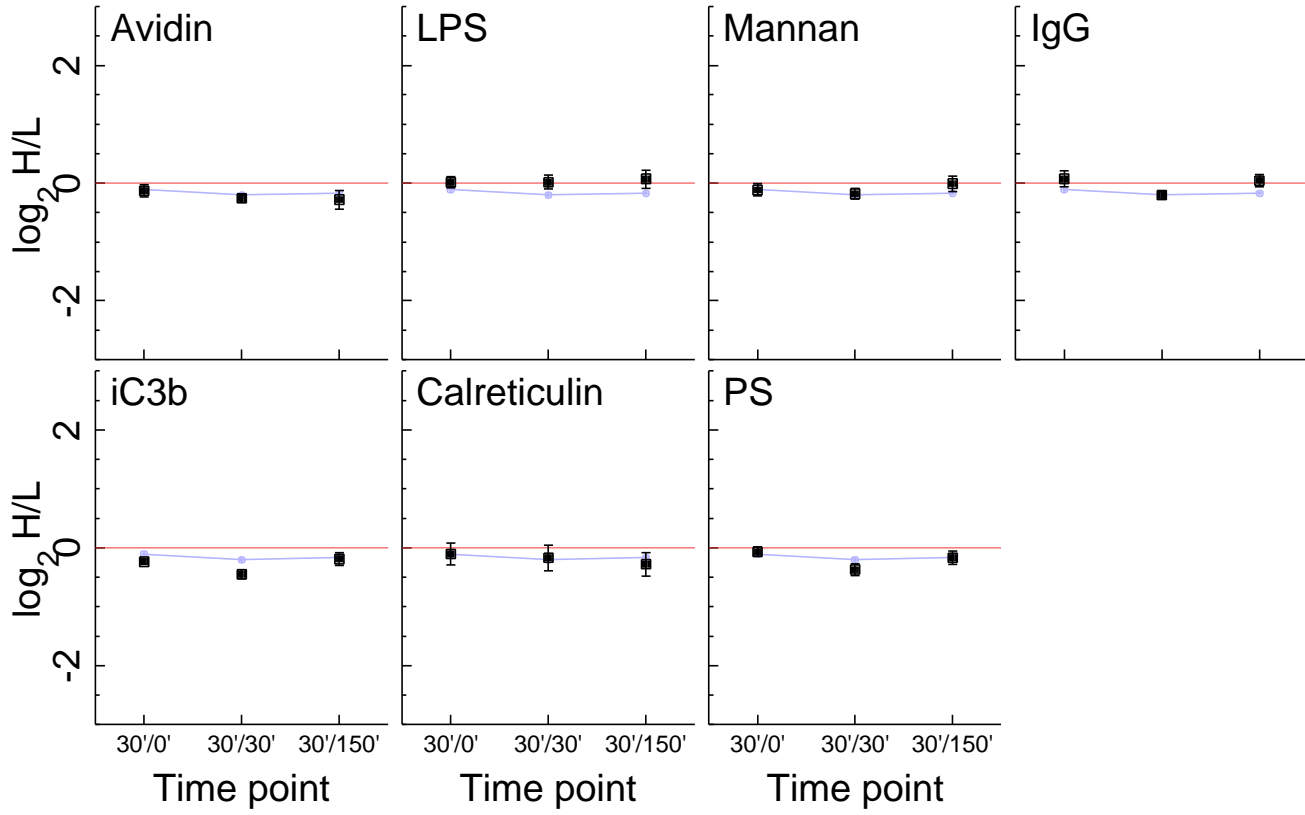 Avidin LPS Mannan IgG
2
0
-2
log2 H/L
iC3b Calreticulin PS
2
0
-2
log2 H/L
30'/0' 30'/30' 30'/150' 30'/0' 30'/30' 30'/150' 30'/0' 30'/30' 30'/150'
Time point Time point Time point